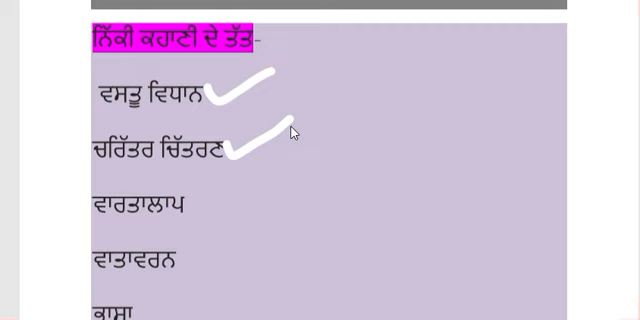 ਨਿੱਕੀ ਕਹਾਣੀ ਦੇ ਤੱਤ-
ਵਸਤੂ ਵਿਧਾਨ
ਚਰਿੱਤਰ ਚਿੱਤਰਣ
ਵਾਰਤਾਲਾਪ
ਵਾਤਾਵਰਨ
ਭਾਸ਼ਾ